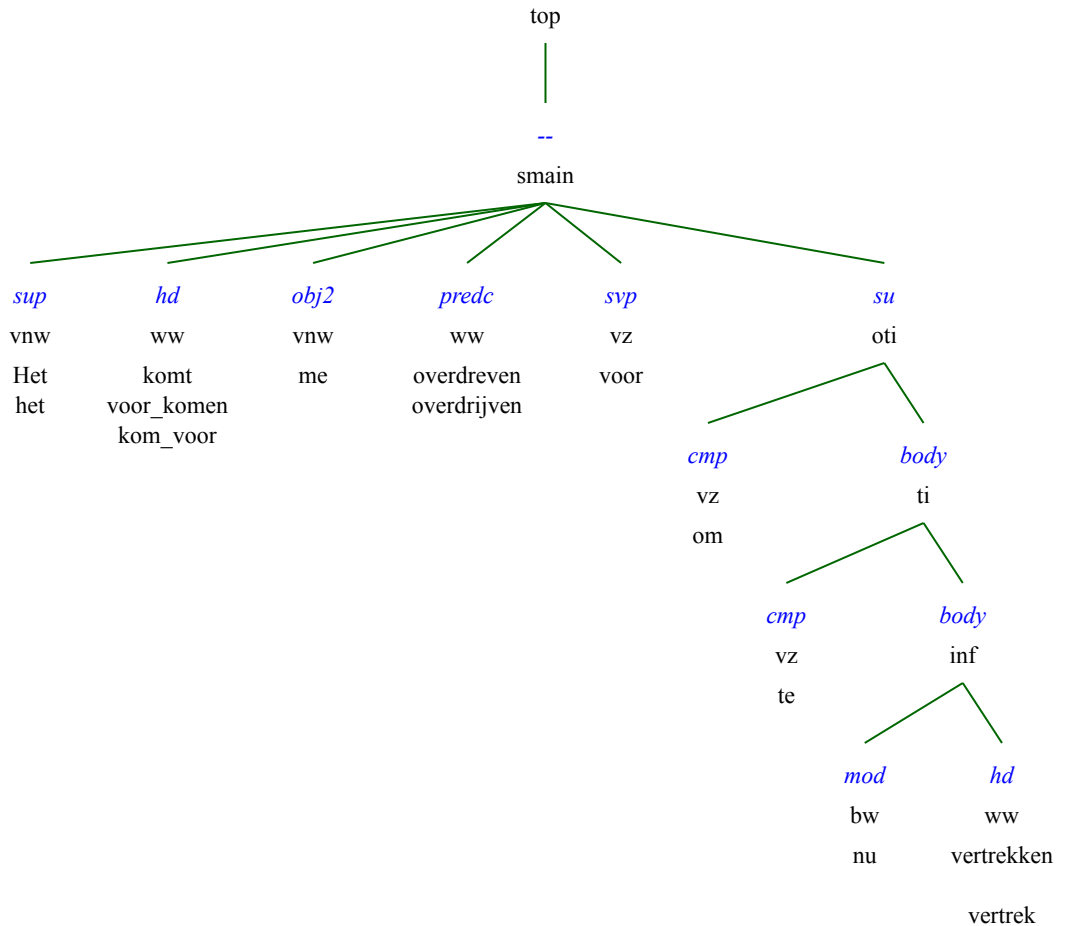 top
--
smain
sup hd obj2 predc svp su
vnw ww vnw ww vz oti
Het komt me overdreven voor
het voor_komen overdrijven
kom_voor
cmp body
vz ti
om
cmp body
vz inf
te
mod hd
bw ww
nu vertrekken
vertrek